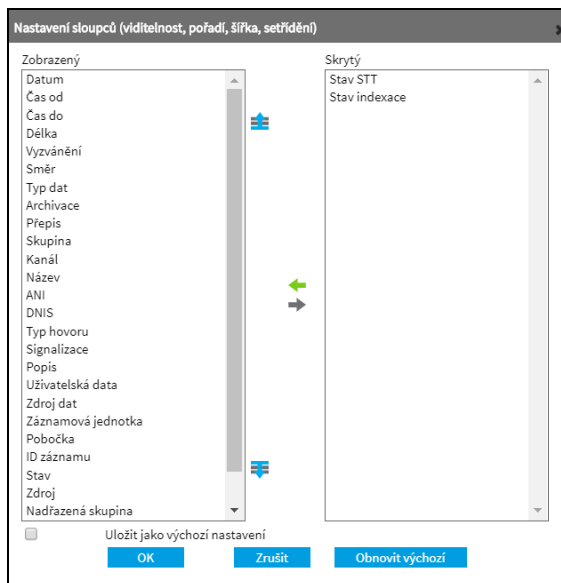 Nastavení sloupců (viditelnost, pořadí, šířka, setřídění)
Zobrazený
Datum
Čas od
Čas do
Délka
Vyzvánění
Směr
Typ dat
Archivace
Přepis
Skupina
Kanál
Název
ANI
DNIS
Typ hovoru
Signalizace
Popis
Uživatelská data
Zdroj dat
Záznamová jednotka
Pobočka
ID záznamu
Stav
Zdroj
Nadřazená skupina
Skrytý
Stav STT
Stav indexace
Uložit jako výchozí nastavení
OK Zrušit Obnovit výchozí